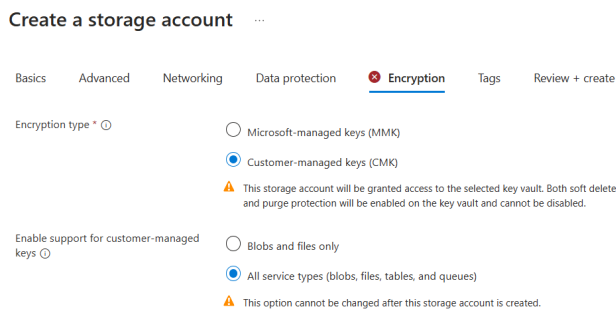 Create a storage account ...
Basics Advanced Networking Data protection Encryption Tags Review + create
Encryption type *
Microsoft-managed keys (MMK)
Customer-managed keys (CMK)
This storage account will be granted access to the selected key vault. Both soft delete
and purge protection will be enabled on the key vault and cannot be disabled.
Enable support for customer-managed
keys
Blobs and files only
All service types (blobs, files, tables, and queues)
This option cannot be changed after this storage account is created.